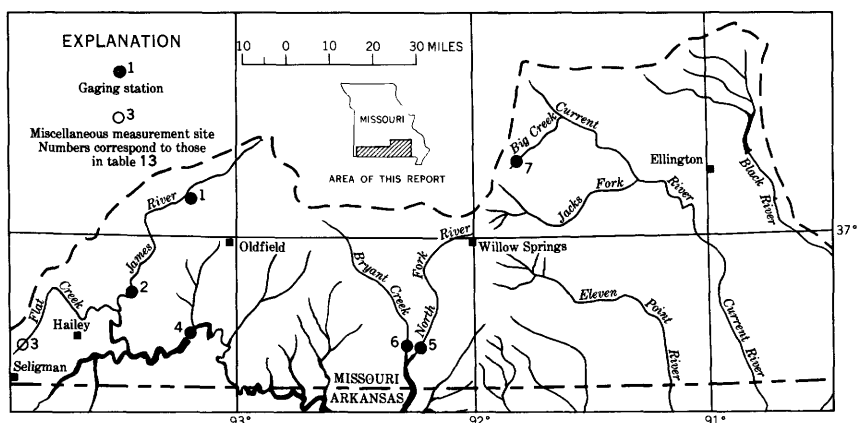 EXPLANATION
1
Gaging station
3
Miscellaneous measurement site
Numbers correspond to those
in table 13
10 0 10 20 30 MILES
MISSOURI
AREA OF THIS REPORT
Big Creek
7
Current
River
Ellington
Black
River
Jacks Fork
1
James River
37°
Oldfield
Willow Springs
North Fork River
Bryant Creek
Eleven Point River
Current River
2
Flat Creek
Hailey
3
4
6 5
Seligman
MISSOURI
ARKANSAS
93° 92° 91°